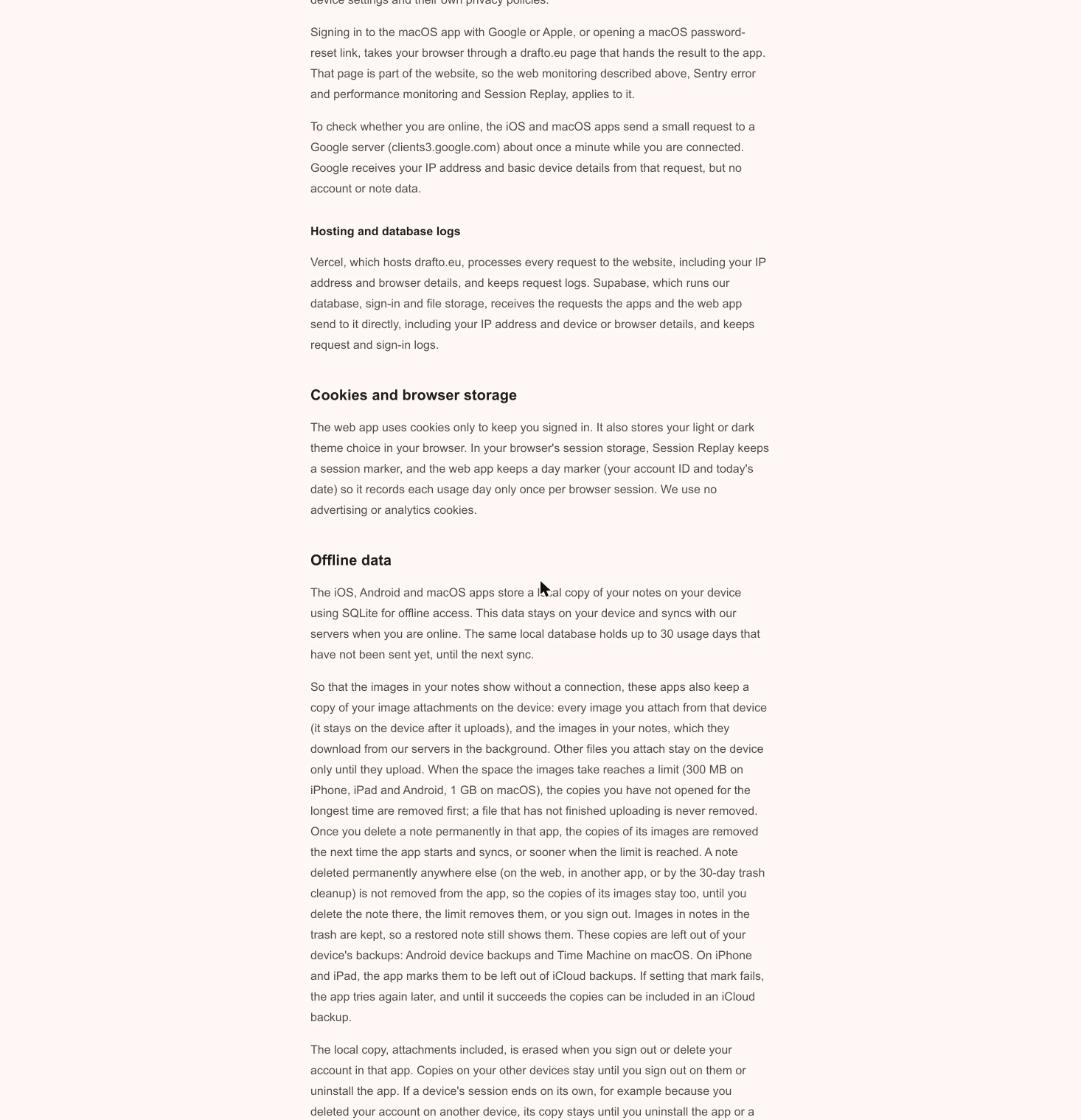 device settings and their own privacy policies.
Signing in to the macOS app with Google or Apple, or opening a macOS password-
reset link, takes your browser through a drafto.eu page that hands the result to the app.
That page is part of the website, so the web monitoring described above, Sentry error
and performance monitoring and Session Replay, applies to it.
To check whether you are online, the iOS and macOS apps send a small request to a
Google server (clients3.google.com) about once a minute while you are connected.
Google receives your IP address and basic device details from that request, but no
account or note data.
Hosting and database logs
Vercel, which hosts drafto.eu, processes every request to the website, including your IP
address and browser details, and keeps request logs. Supabase, which runs our
database, sign-in and file storage, receives the requests the apps and the web app
send to it directly, including your IP address and device or browser details, and keeps
request and sign-in logs.
Cookies and browser storage
The web app uses cookies only to keep you signed in. It also stores your light or dark
theme choice in your browser. In your browser's session storage, Session Replay keeps
a session marker, and the web app keeps a day marker (your account ID and today's
date) so it records each usage day only once per browser session. We use no
advertising or analytics cookies.
Offline data
The iOS, Android and macOS apps store a local copy of your notes on your device
using SQLite for offline access. This data stays on your device and syncs with our
servers when you are online. The same local database holds up to 30 usage days that
have not been sent yet, until the next sync.
So that the images in your notes show without a connection, these apps also keep a
copy of your image attachments on the device: every image you attach from that device
(it stays on the device after it uploads), and the images in your notes, which they
download from our servers in the background. Other files you attach stay on the device
only until they upload. When the space the images take reaches a limit (300 MB on
iPhone, iPad and Android, 1 GB on macOS), the copies you have not opened for the
longest time are removed first; a file that has not finished uploading is never removed.
Once you delete a note permanently in that app, the copies of its images are removed
the next time the app starts and syncs, or sooner when the limit is reached. A note
deleted permanently anywhere else (on the web, in another app, or by the 30-day trash
cleanup) is not removed from the app, so the copies of its images stay too, until you
delete the note there, the limit removes them, or you sign out. Images in notes in the
trash are kept, so a restored note still shows them. These copies are left out of your
device's backups: Android device backups and Time Machine on macOS. On iPhone
and iPad, the app marks them to be left out of iCloud backups. If setting that mark fails,
the app tries again later, and until it succeeds the copies can be included in an iCloud
backup.
The local copy, attachments included, is erased when you sign out or delete your
account in that app. Copies on your other devices stay until you sign out on them or
uninstall the app. If a device's session ends on its own, for example because you
deleted your account on another device, its copy stays until you uninstall the app or a